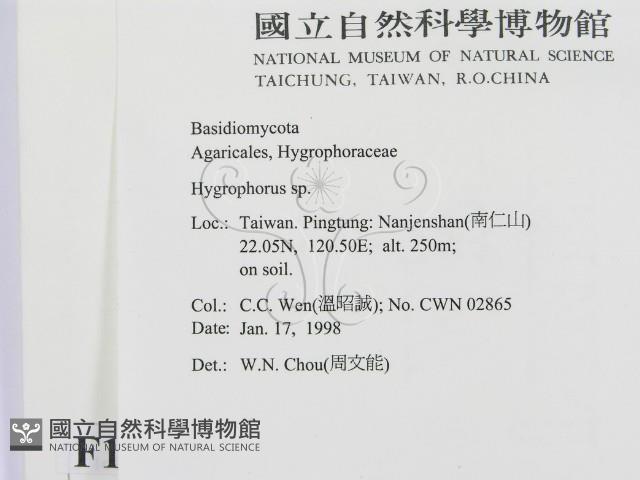 國立自然科學博物館
NATIONAL MUSEUM OF NATURAL SCIENCE
TAICHUNG, TAIWAN, R.O.CHINA
Basidiomycota
Agaricales, Hygrophoraceae
Hygrophorus sp.
Loc.: Taiwan. Pingtung: Nanjenshan(南仁山)
22.05N, 120.50E; alt. 250m;
on soil.
Col.: C.C. Wen(溫昭誠); No. CWN 02865
Date: Jan. 17, 1998
Det.: W.N. Chou(周文能)
國立自然科學博物館
NATIONAL MUSEUM OF NATURAL SCIENCE
F1